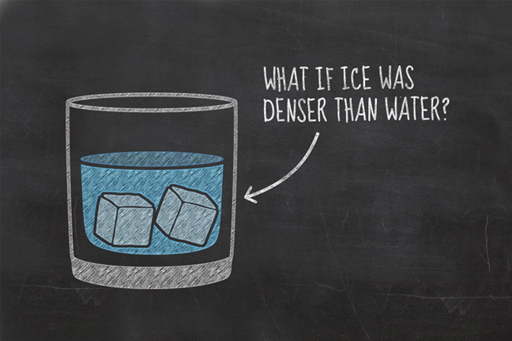 WHAT IF ICE WAS
DENSER THAN WATER?